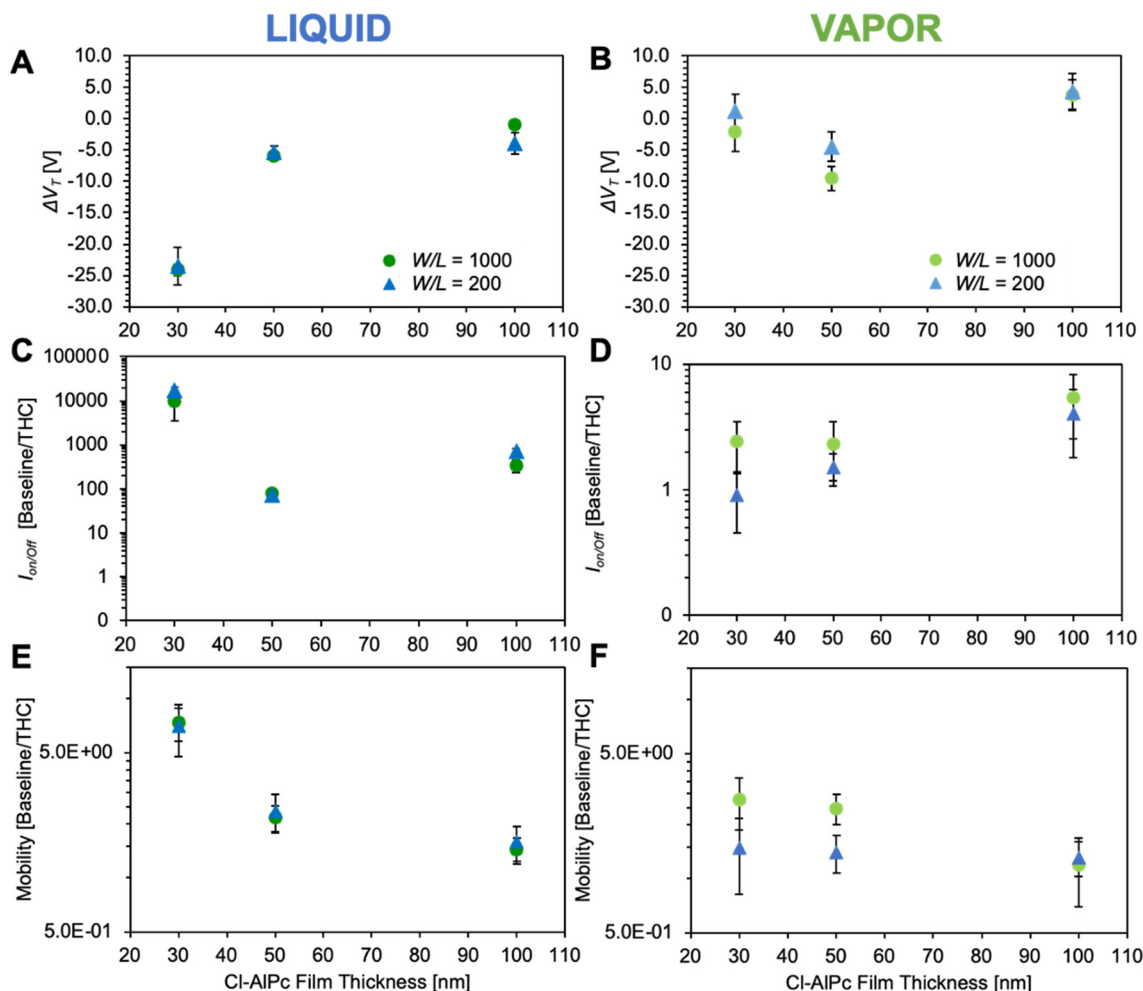 LIQUID
VAPOR
A
10.0
5.0
0.0
-5.0
-10.0
-15.0
-20.0
-25.0
-30.0
ΔV_T [V]
W/L = 1000
W/L = 200
20 30 40 50 60 70 80 90 100 110
B
10.0
5.0
0.0
-5.0
-10.0
-15.0
-20.0
-25.0
-30.0
ΔV_T [V]
W/L = 1000
W/L = 200
20 30 40 50 60 70 80 90 100 110
C
100000
10000
1000
100
10
1
0
I_on/Off [Baseline/THC]
20 30 40 50 60 70 80 90 100 110
D
10
1
0
I_on/Off [Baseline/THC]
20 30 40 50 60 70 80 90 100 110
E
5.0E+00
5.0E-01
Mobility [Baseline/THC]
20 30 40 50 60 70 80 90 100 110
Cl-AlPc Film Thickness [nm]
F
5.0E+00
5.0E-01
Mobility [Baseline/THC]
20 30 40 50 60 70 80 90 100 110
Cl-AlPc Film Thickness [nm]